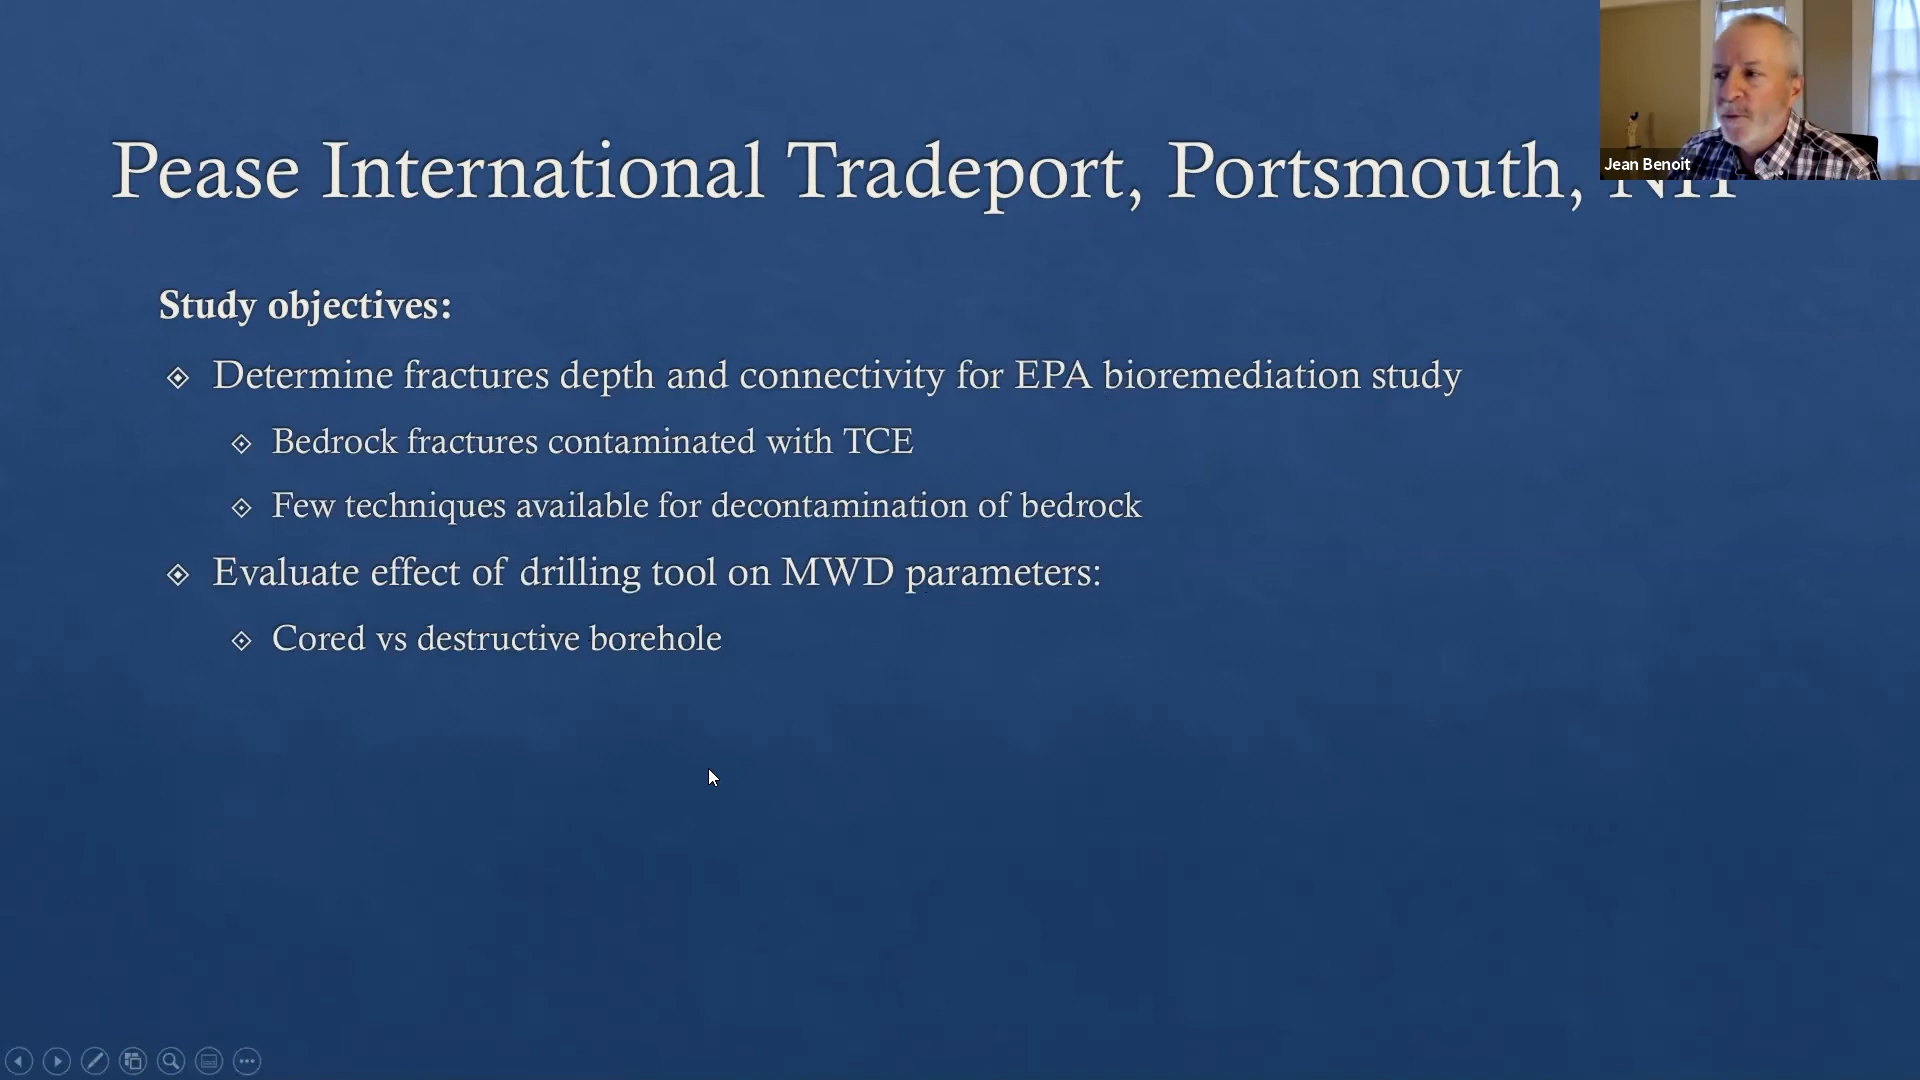 Pease International Tradeport, Portsmouth, NH
Jean Benoit
Study objectives:
Determine fractures depth and connectivity for EPA bioremediation study
Bedrock fractures contaminated with TCE
Few techniques available for decontamination of bedrock
Evaluate effect of drilling tool on MWD parameters:
Cored vs destructive borehole